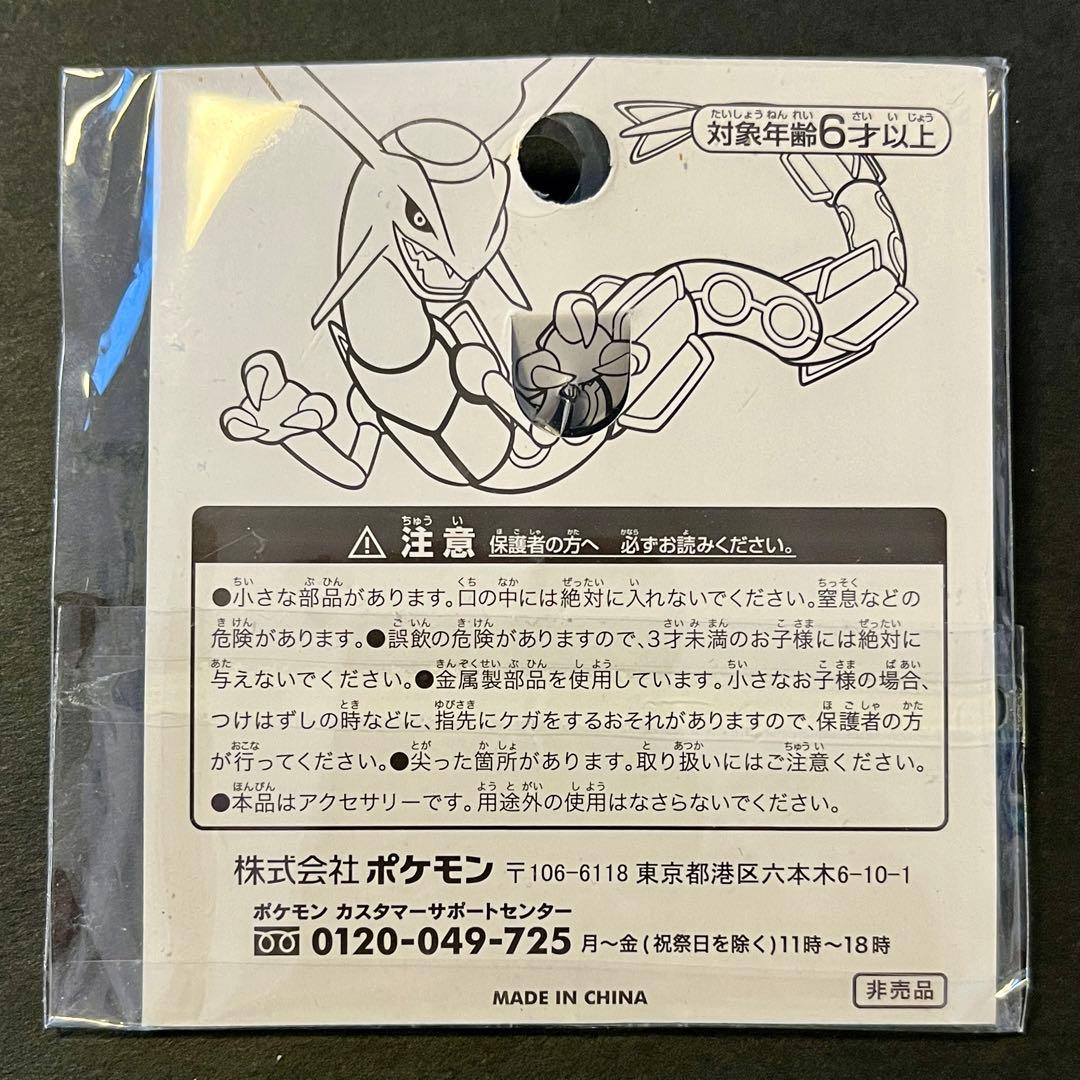 対象年齢6才以上
⚠ 注意 保護者の方へ 必ずお読みください。
●小さな部品があります。口の中には絶対に入れないでください。窒息などの
危険があります。●誤飲の危険がありますので、3才未満のお子様には絶対に
与えないでください。●金属製部品を使用しています。小さなお子様の場合、
つけはずしの時などに、指先にケガをするおそれがありますので、保護者の方
が行ってください。●尖った箇所があります。取り扱いにはご注意ください。
●本品はアクセサリーです。用途外の使用はなさらないでください。
株式会社 ポケモン 〒106-6118 東京都港区六本木6-10-1
ポケモン カスタマーサポートセンター
0120-049-725 月〜金(祝祭日を除く)11時〜18時
MADE IN CHINA
非売品